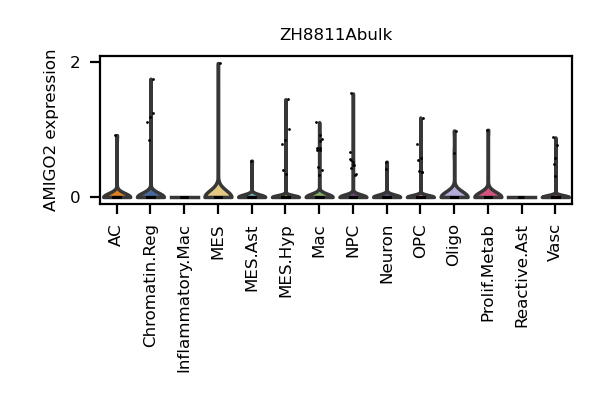 ZH8811Abulk
AMIGO2 expression
2
0
AC
Chromatin.Reg
Inflammatory.Mac
MES
MES.Ast
MES.Hyp
Mac
NPC
Neuron
OPC
Oligo
Prolif.Metab
Reactive.Ast
Vasc